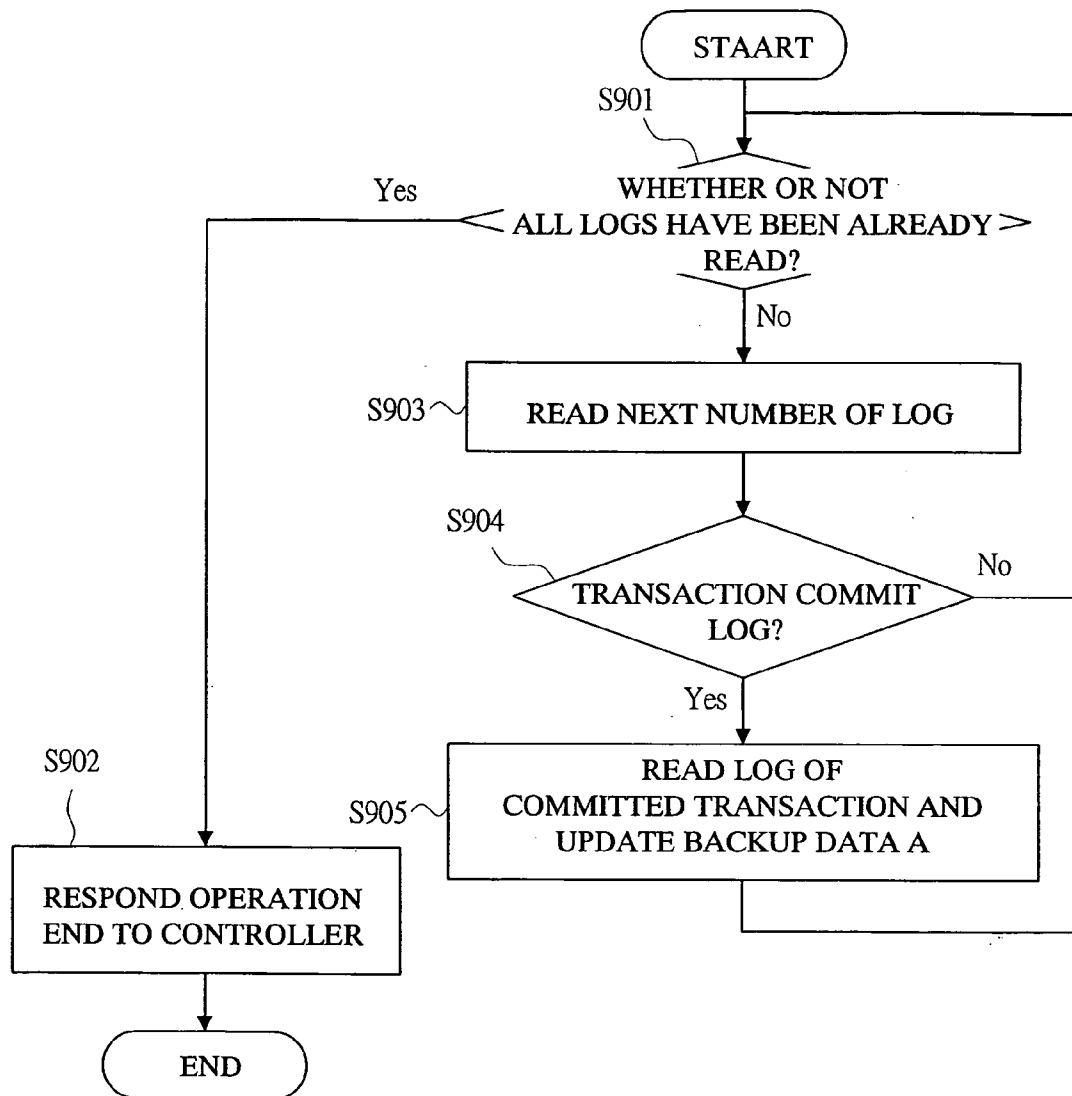 STAART
S901
WHETHER OR NOT
ALL LOGS HAVE BEEN ALREADY
READ?
Yes
No
S903
READ NEXT NUMBER OF LOG
S904
TRANSACTION COMMIT
LOG?
No
Yes
S905
READ LOG OF
COMMITTED TRANSACTION AND
UPDATE BACKUP DATA A
S902
RESPOND OPERATION
END TO CONTROLLER
END